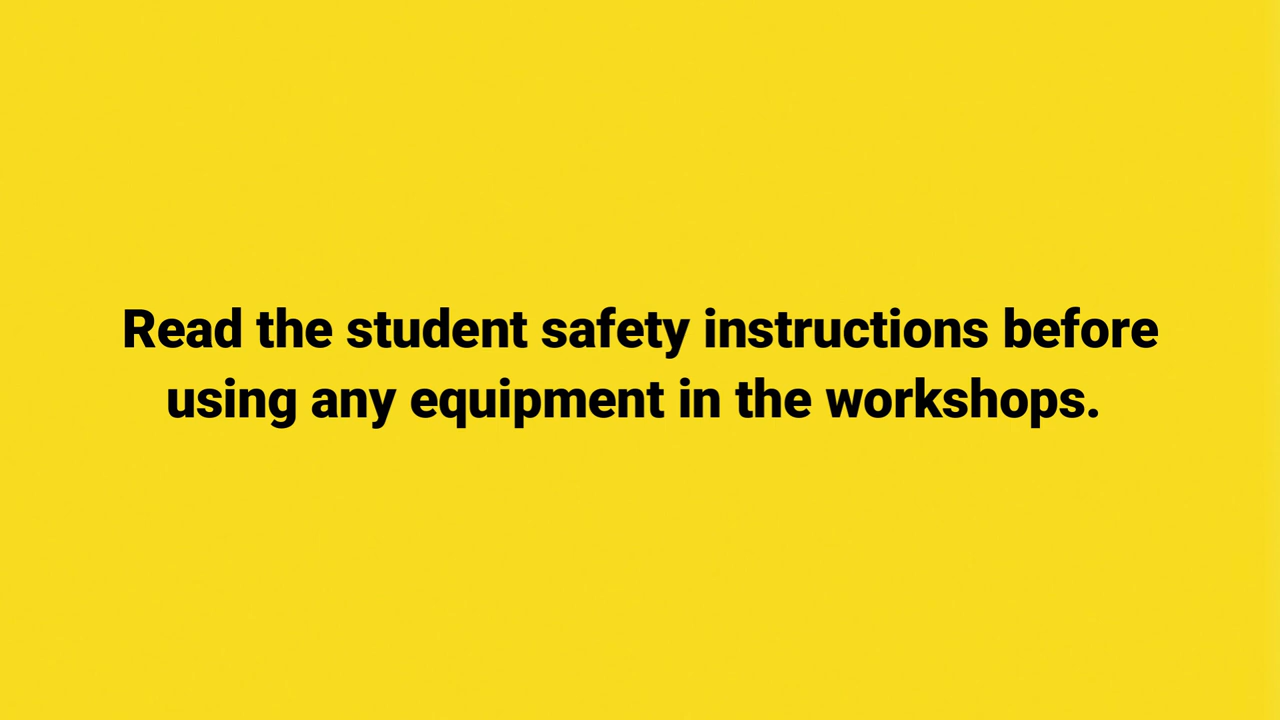 Read the student safety instructions before
using any equipment in the workshops.